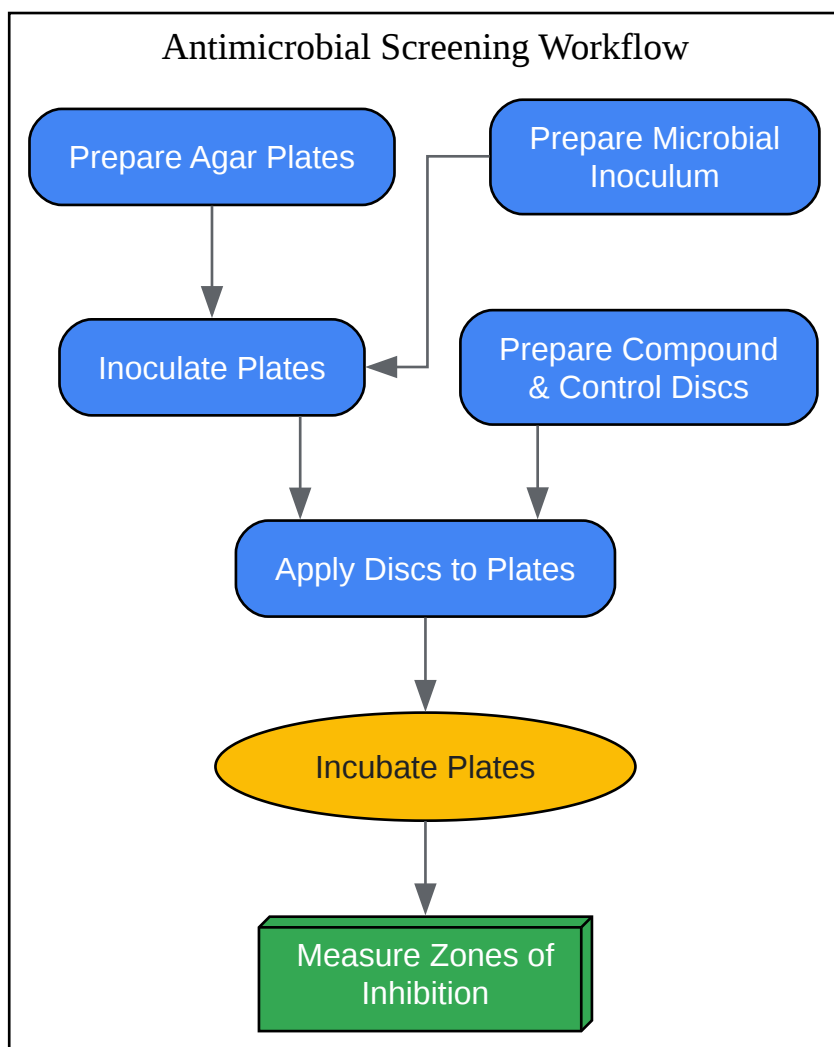 Antimicrobial Screening Workflow
Prepare Agar Plates
Prepare Microbial
Inoculum
Inoculate Plates
Prepare Compound
& Control Discs
Apply Discs to Plates
Incubate Plates
Measure Zones of
Inhibition